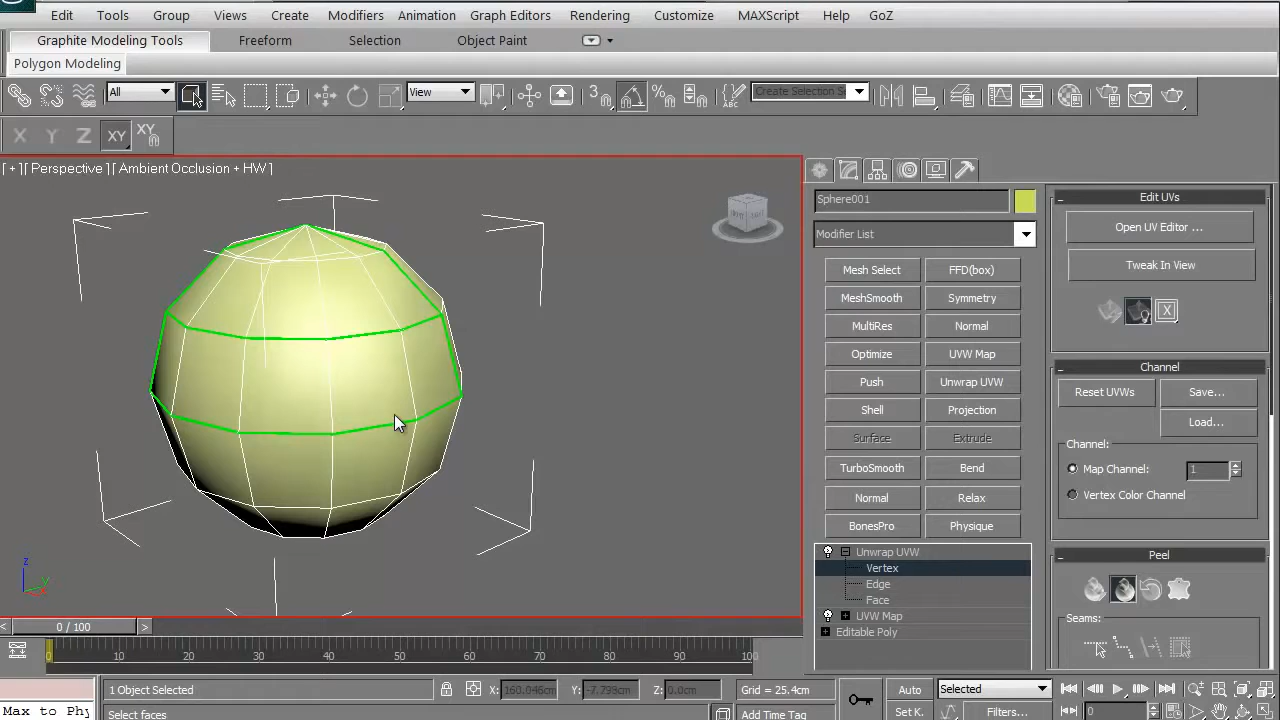 Edit Tools Group Views Create Modifiers Animation Graph Editors Rendering Customize MAXScript Help GoZ
Graphite Modeling Tools Freeform Selection Object Paint
Polygon Modeling
All View Create Selection Se
X Y Z XY XY
[ + ][ Perspective ][ Ambient Occlusion + HW ]
Sphere001
Modifier List
Mesh Select FFD(box)
MeshSmooth Symmetry
MultiRes Normal
Optimize UVW Map
Push Unwrap UVW
Shell Projection
Surface Extrude
TurboSmooth Bend
Normal Relax
BonesPro Physique
Unwrap UVW
Vertex
Edge
Face
UVW Map
Editable Poly
Edit UVs
Open UV Editor ...
Tweak In View
Channel
Reset UVWs Save...
Load...
Channel:
Map Channel: 1
Vertex Color Channel
Peel
Seams:
z
y
0 / 100
0 10 20 30 40 50 60 70 80 90 100
1 Object Selected X: 160.046cm Y: -7.798cm Z: 0.0cm Grid = 25.4cm Auto Selected
Max to Phy Select faces Add Time Tag Set K. Filters... 0